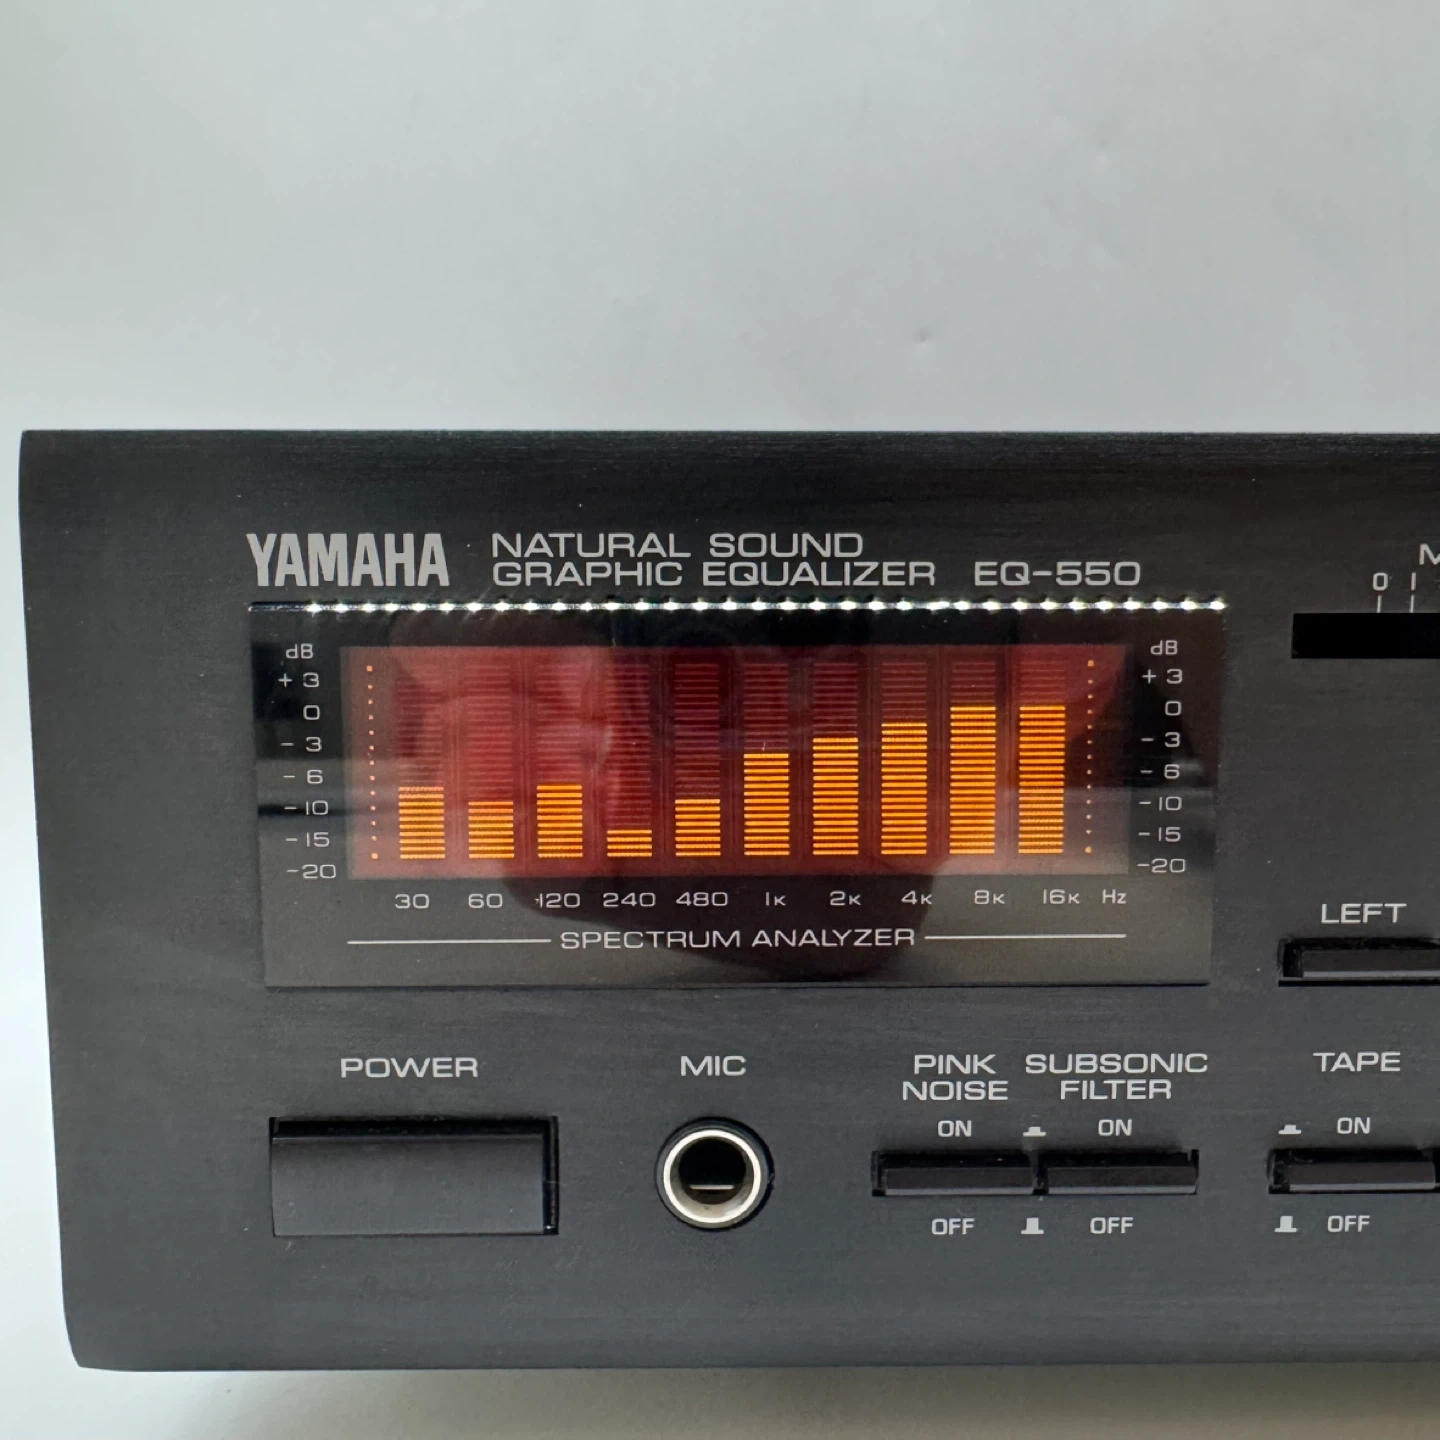 YAMAHA NATURAL SOUND
GRAPHIC EQUALIZER EQ-550
0 1
dB dB
+3 +3
0 0
-3 -3
-6 -6
-10 -10
-15 -15
-20 -20
30 60 120 240 480 1K 2K 4K 8K 16K Hz
SPECTRUM ANALYZER
LEFT
POWER MIC PINK NOISE SUBSONIC FILTER TAPE
ON ON ON
OFF OFF OFF